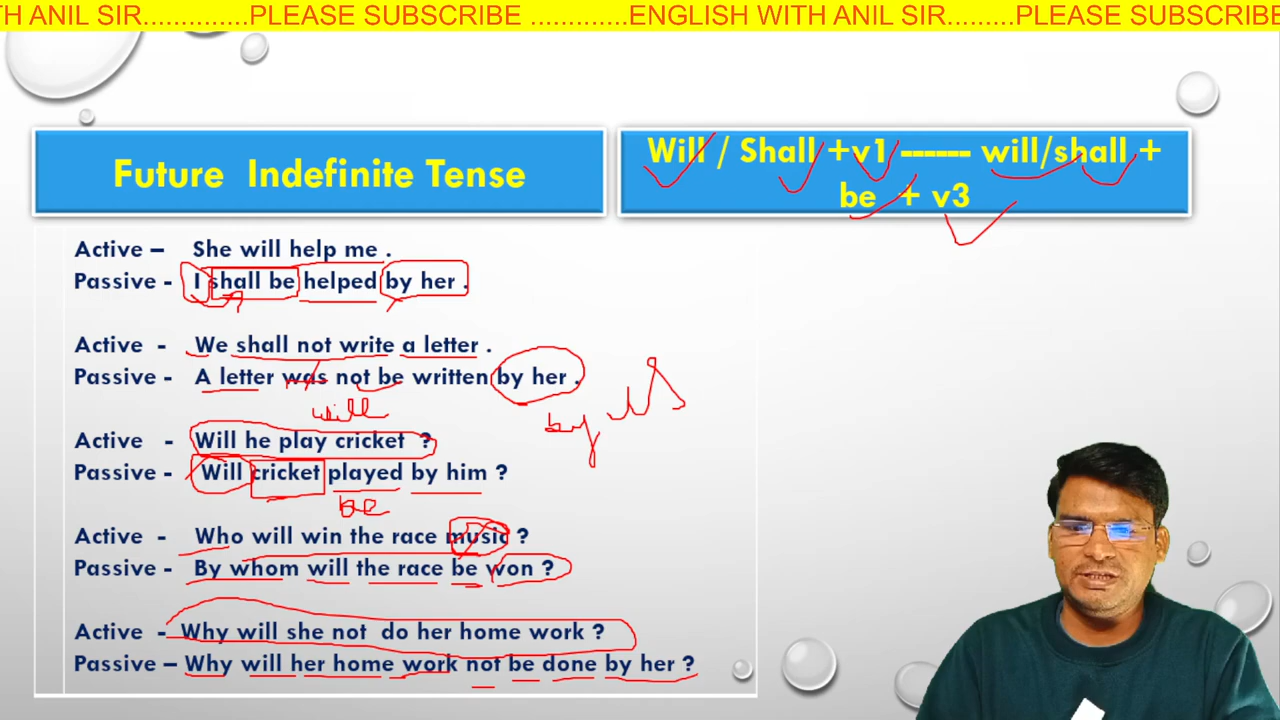 TH ANIL SIR.............PLEASE SUBSCRIBE .............ENGLISH WITH ANIL SIR.........PLEASE SUBSCRIBE
Future Indefinite Tense
Will / Shall +v1 ------ will/shall +
be + v3
Active – She will help me .
Passive - I shall be helped by her .
Active - We shall not write a letter .
Passive - A letter was not be written by her .
will
by us
Active - Will he play cricket ?
Passive - Will cricket played by him ?
be
Active - Who will win the race music ?
Passive - By whom will the race be won ?
Active - Why will she not do her home work ?
Passive – Why will her home work not be done by her ?